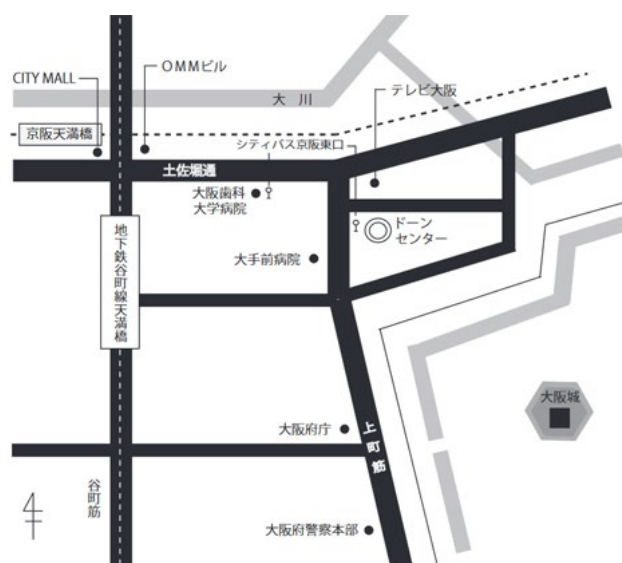 OMMビル
CITY MALL
大川
テレビ大阪
京阪天満橋
シティバス京阪東口
土佐堀通
大阪歯科
大学病院
ドーン
センター
地下鉄谷町線天満橋
大手前病院
大阪城
大阪府庁
上町筋
谷町筋
大阪府警察本部